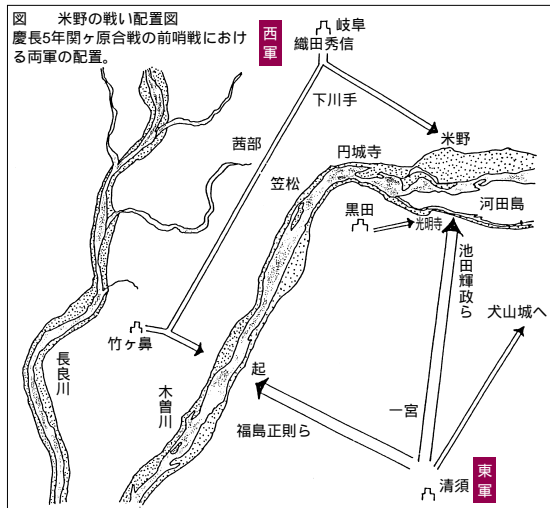 図　米野の戦い配置図
慶長5年関ヶ原合戦の前哨戦におけ
る両軍の配置。
西軍
岐阜
織田秀信
下川手
米野
茜部
円城寺
笠松
河田島
黒田
光明寺
池田輝政ら
犬山城へ
竹ヶ鼻
長良川
木曽川
起
一宮
福島正則ら
清須
東軍